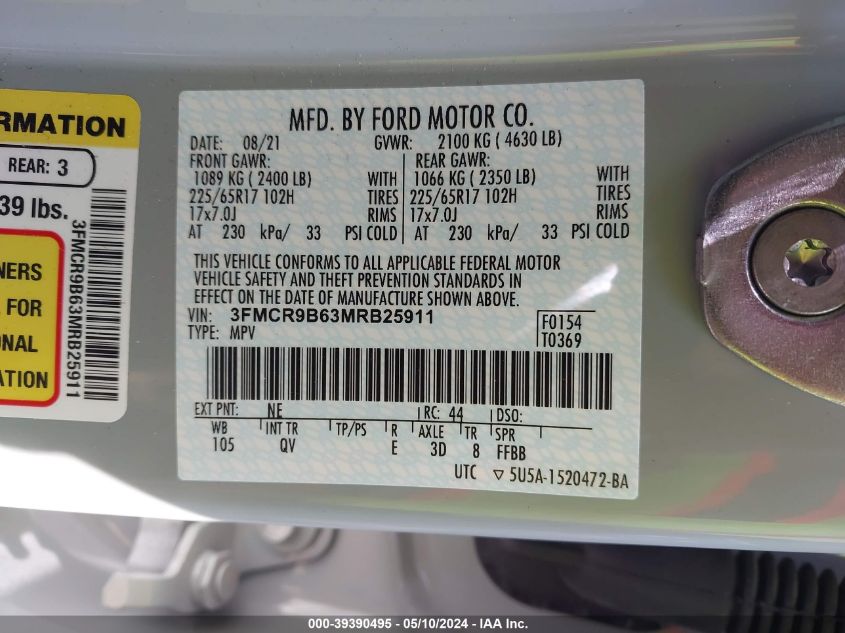 RMATION
REAR: 3
39 lbs.
3FMCR9B63MRB25911
NERS
FOR
ONAL
ATION
MFD. BY FORD MOTOR CO.
DATE: 08/21 GVWR: 2100 KG ( 4630 LB)
FRONT GAWR: REAR GAWR:
1089 KG ( 2400 LB) WITH 1066 KG ( 2350 LB) WITH
225/65R17 102H TIRES 225/65R17 102H TIRES
17x7.0J RIMS 17x7.0J RIMS
AT 230 kPa/ 33 PSI COLD AT 230 kPa/ 33 PSI COLD
THIS VEHICLE CONFORMS TO ALL APPLICABLE FEDERAL MOTOR
VEHICLE SAFETY AND THEFT PREVENTION STANDARDS IN
EFFECT ON THE DATE OF MANUFACTURE SHOWN ABOVE.
VIN: 3FMCR9B63MRB25911
TYPE: MPV
F0154
T0369
EXT PNT: NE RC: 44 DSO:
WB INT TR TP/PS R AXLE TR SPR
105 QV E 3D 8 FFBB
UTC ▽ 5U5A-1520472-BA
000-39390495 - 05/10/2024 - IAA Inc.